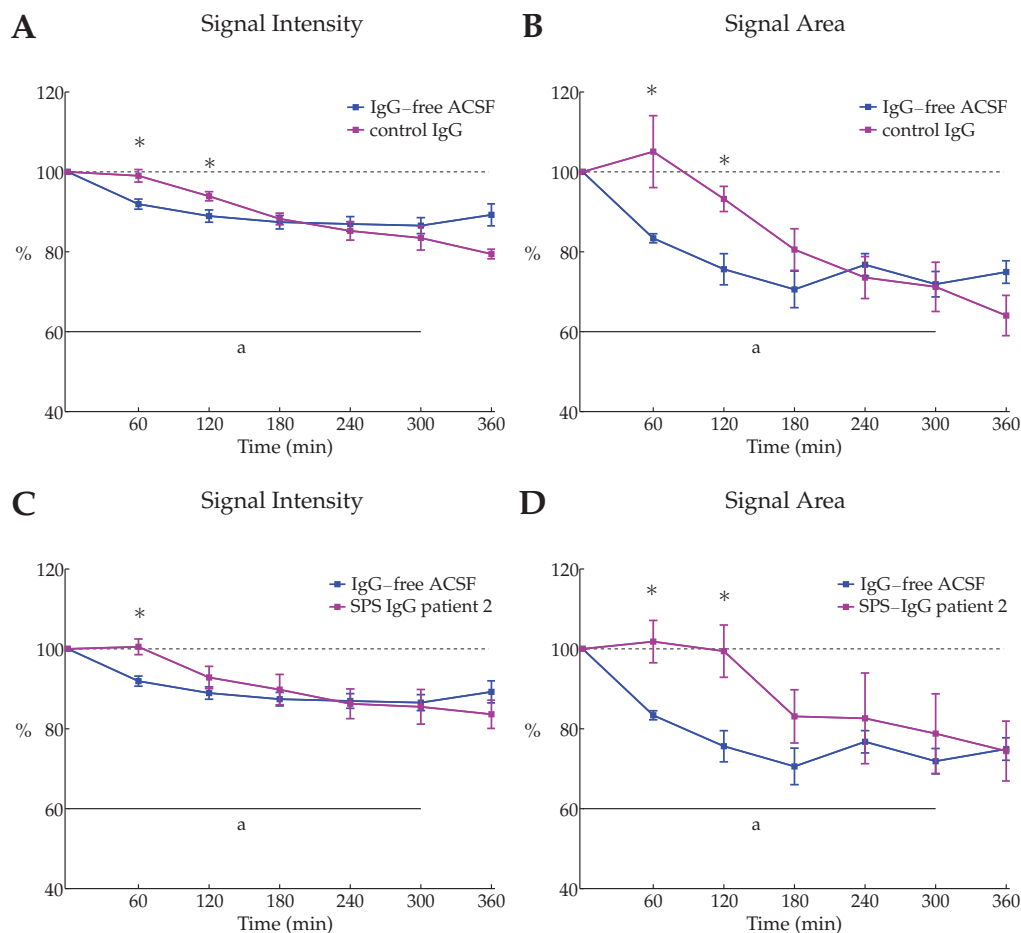 A
Signal Intensity
120
100
%
80
60
40
IgG–free ACSF
control IgG
*
*
a
60 120 180 240 300 360
Time (min)
B
Signal Area
120
100
%
80
60
40
IgG–free ACSF
control IgG
*
*
a
60 120 180 240 300 360
Time (min)
C
Signal Intensity
120
100
%
80
60
40
IgG–free ACSF
SPS IgG patient 2
*
a
60 120 180 240 300 360
Time (min)
D
Signal Area
120
100
%
80
60
40
IgG–free ACSF
SPS–IgG patient 2
*
*
a
60 120 180 240 300 360
Time (min)